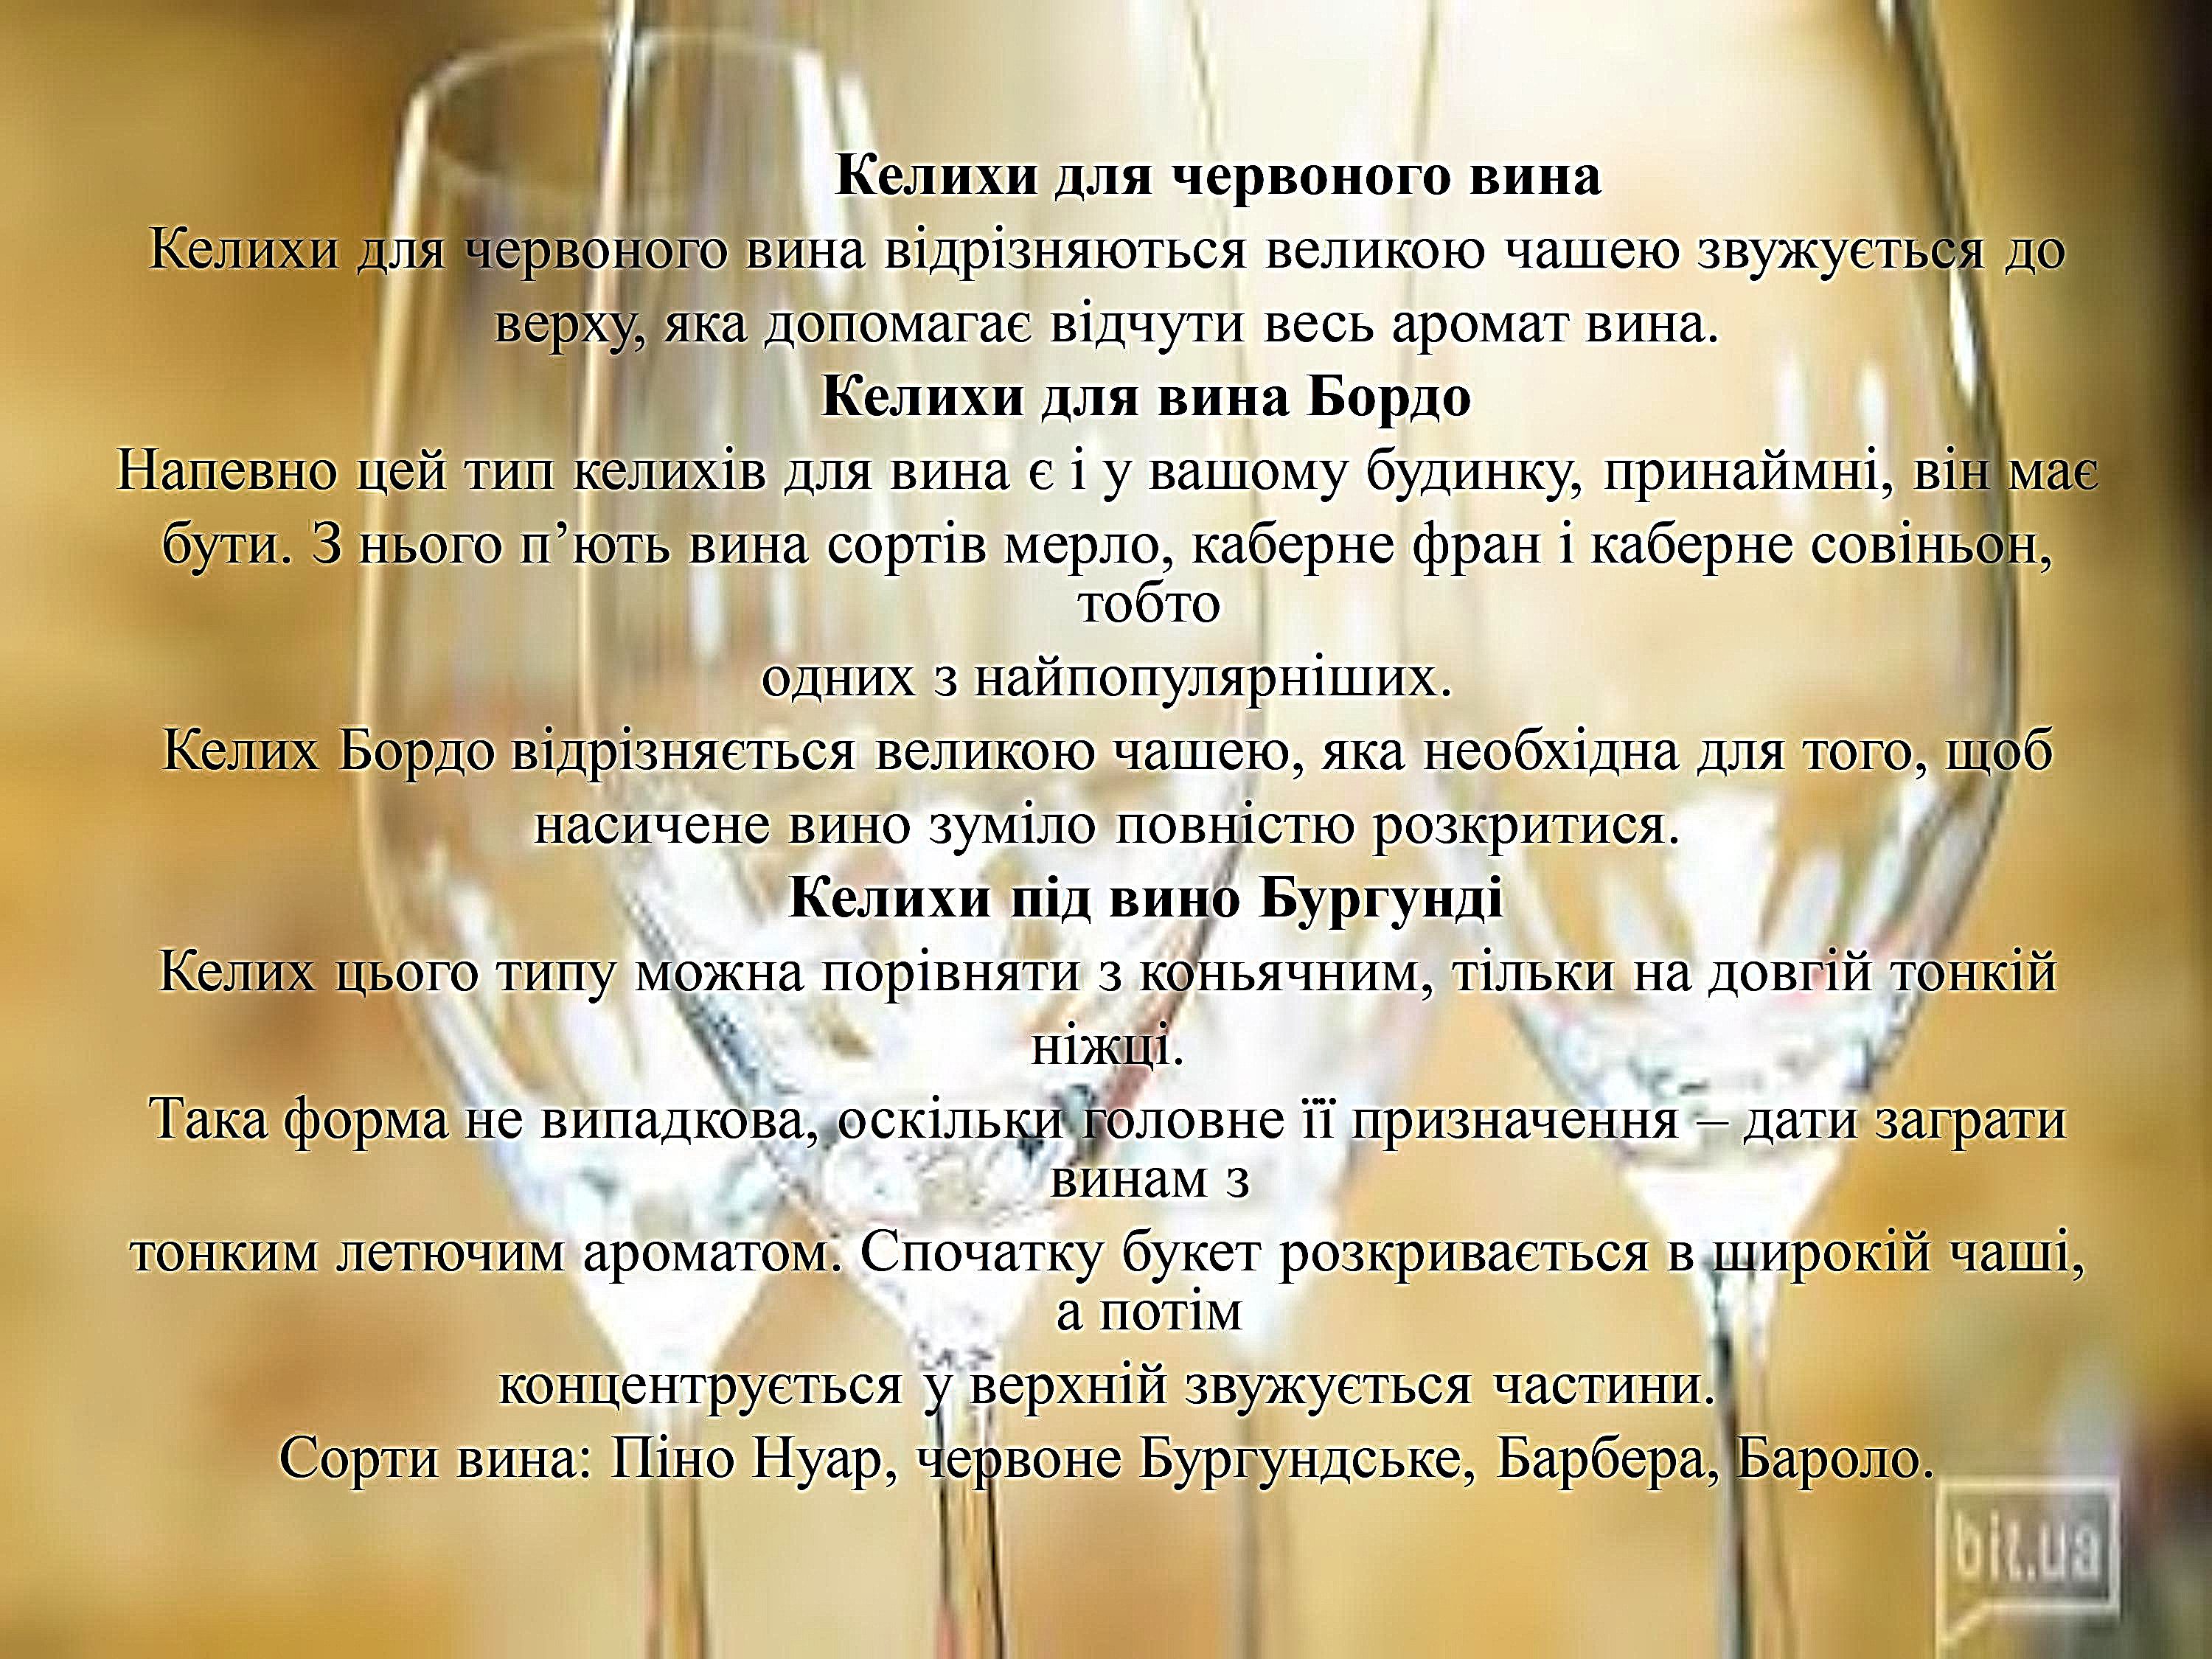 Келихи для червоного вина
Келихи для червоного вина відрізняються великою чашею звужується до
верху, яка допомагає відчути весь аромат вина.
Келихи для вина Бордо
Напевно цей тип келихів для вина є і у вашому будинку, принаймні, він має
бути. З нього п’ють вина сортів мерло, каберне фран і каберне совіньон,
тобто
одних з найпопулярніших.
Келих Бордо відрізняється великою чашею, яка необхідна для того, щоб
насичене вино зуміло повністю розкритися.
Келихи під вино Бургунді
Келих цього типу можна порівняти з коньячним, тільки на довгій тонкій
ніжці.
Така форма не випадкова, оскільки головне її призначення – дати заграти
винам з
тонким летючим ароматом. Спочатку букет розкривається в широкій чаші,
а потім
концентрується у верхній звужується частини.
Сорти вина: Піно Нуар, червоне Бургундське, Барбера, Бароло.
bit.ua